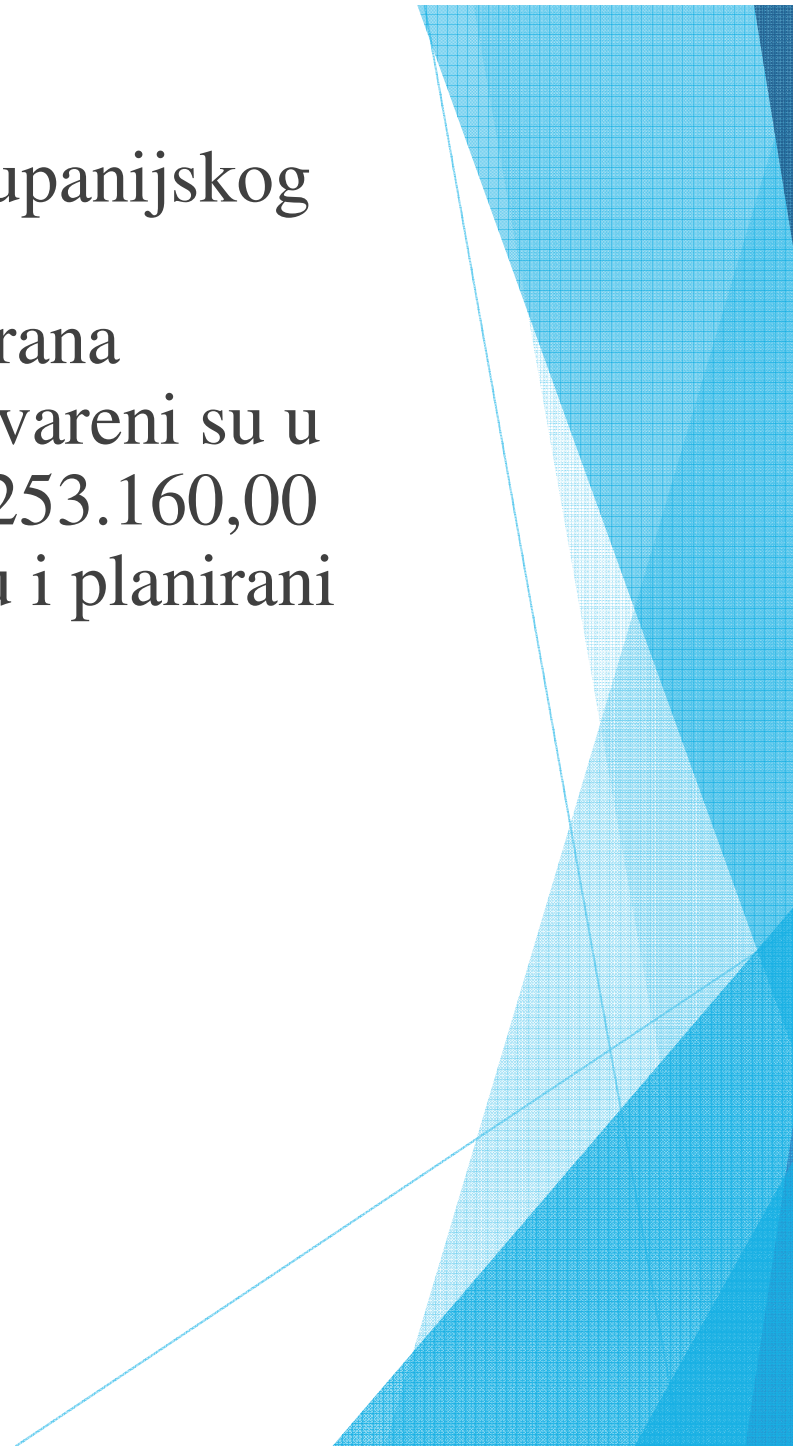 upanijskog
rana
vareni su u
253.160,00
u i planirani